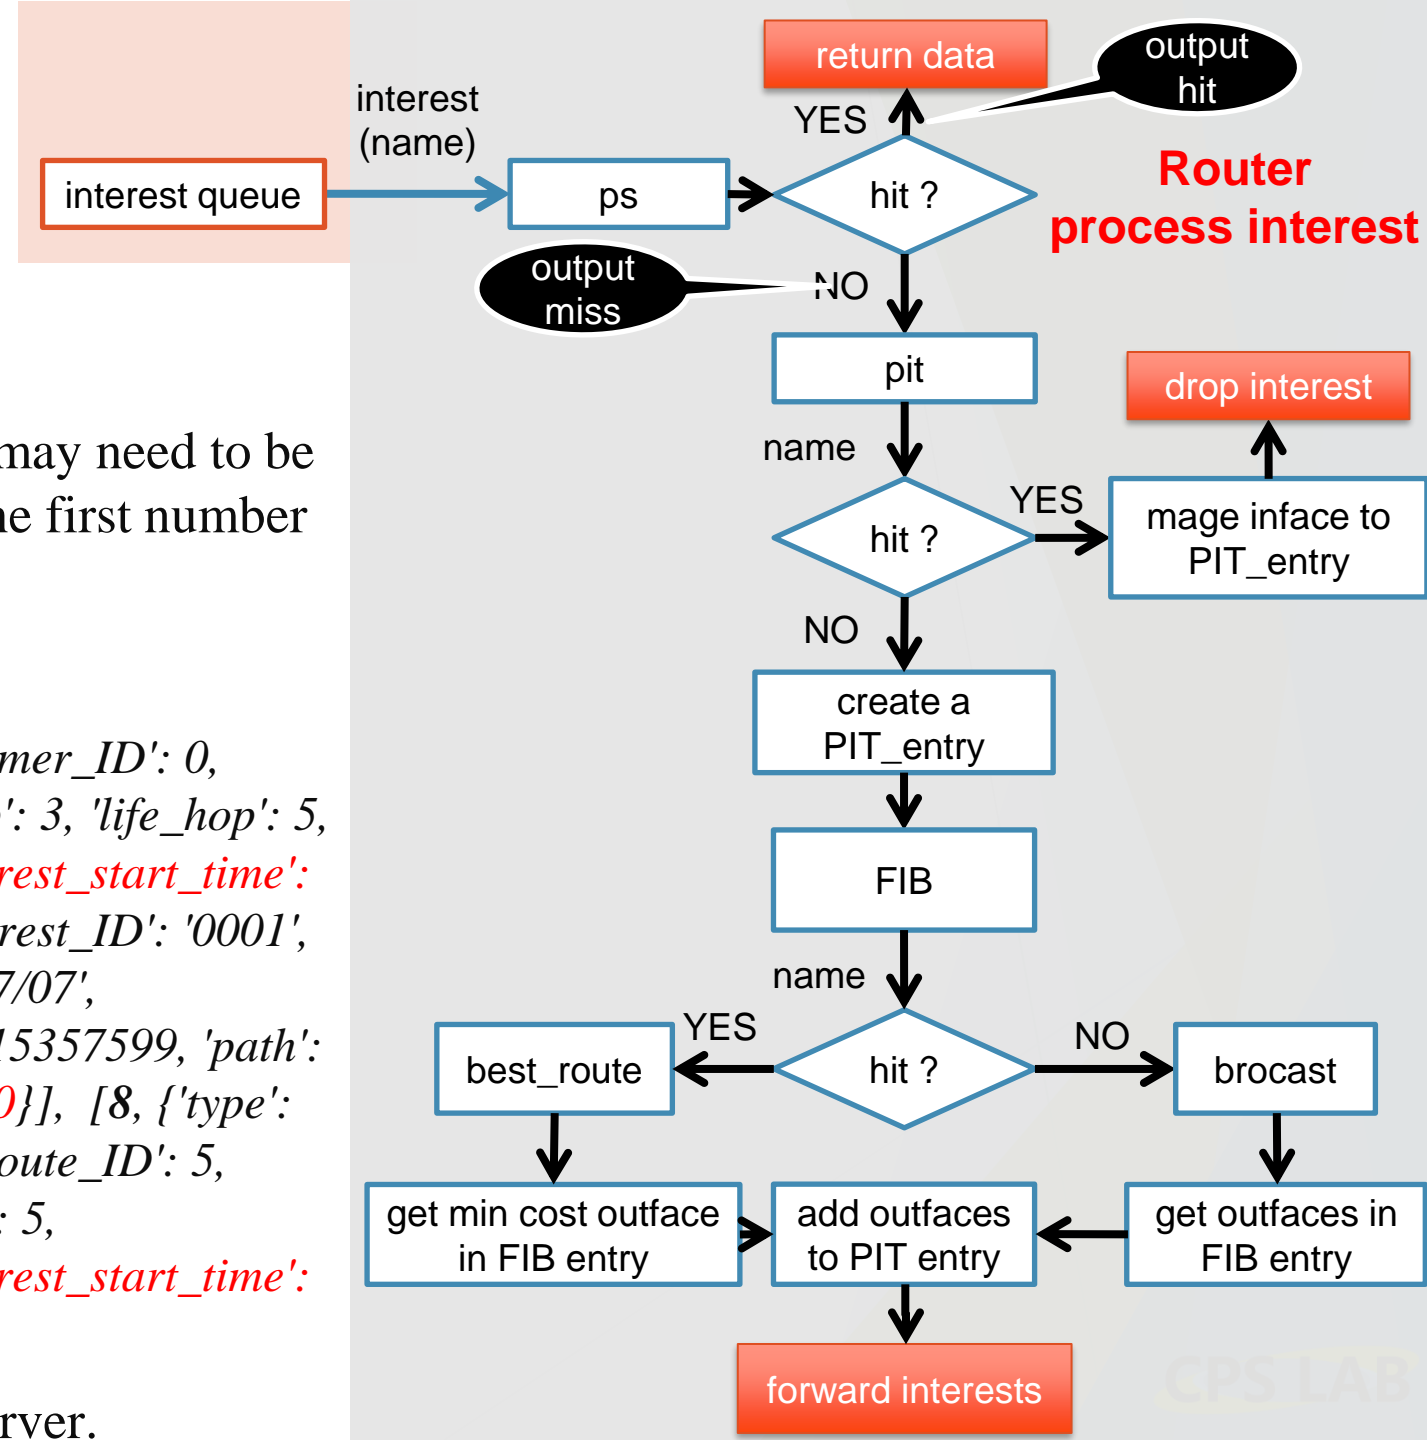 return data
output
hit
interest
(name)
YES
Router
process interest
interest queue
ps
hit ?
output
miss
NO
pit
drop interest
may need to be
name
YES
mage inface to
PIT_entry
first number
hit ?
NO
create a
PIT_entry
mer_ID': 0,
': 3, 'life_hop': 5,
rest_start_time':
FIB
rest_ID': '0001',
7/07',
name
15357599, 'path':
YES
NO
best_route
hit ?
brocast
0}], [8, {'type':
oute_ID': 5,
: 5,
get min cost outface
in FIB entry
add outfaces
to PIT entry
get outfaces in
FIB entry
rest_start_time':
forward interests
CPS LAB
rver.